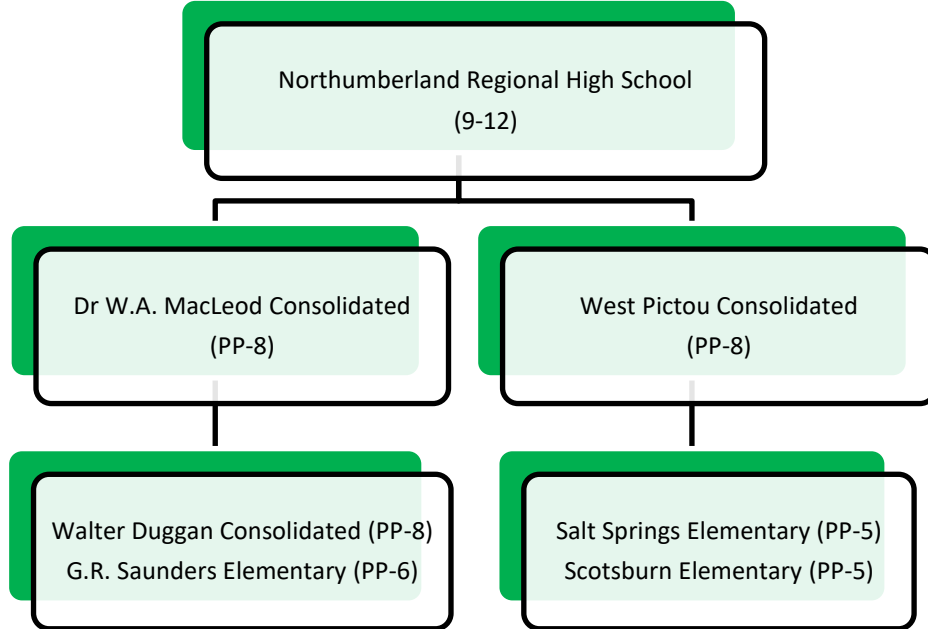 Northumberland Regional High School
(9-12)
Dr W.A. MacLeod Consolidated
(PP-8)
West Pictou Consolidated
(PP-8)
Walter Duggan Consolidated (PP-8)
G.R. Saunders Elementary (PP-6)
Salt Springs Elementary (PP-5)
Scotsburn Elementary (PP-5)